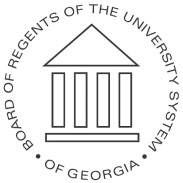 BOARD OF REGENTS OF THE UNIVERSITY SYSTEM
• OF GEORGIA •